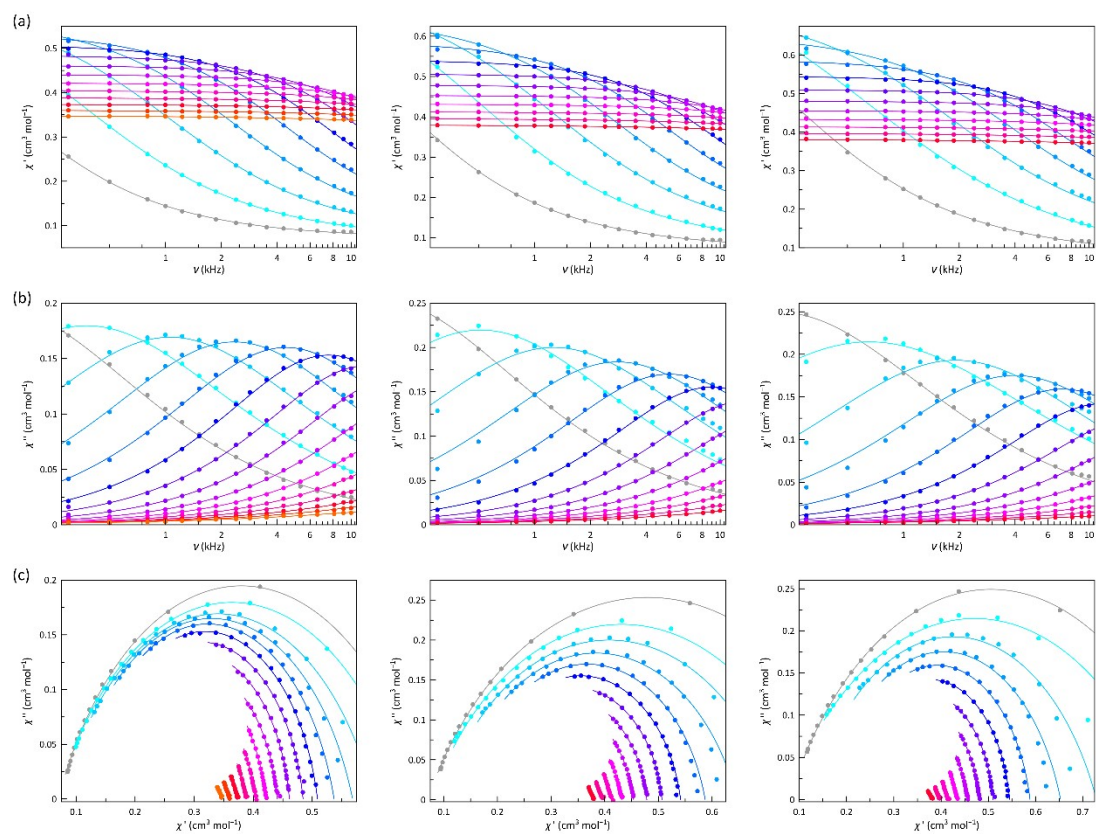 (a)
0.5
0.4
0.3
0.2
0.1
χ' (cm³ mol⁻¹)
1 2 4 6 8 10
ν (kHz)
0.6
0.5
0.4
0.3
0.2
0.1
χ' (cm³ mol⁻¹)
1 2 4 6 8 10
ν (kHz)
0.6
0.5
0.4
0.3
0.2
0.1
χ' (cm³ mol⁻¹)
1 2 4 6 8 10
ν (kHz)
(b)
0.2
0.15
0.1
0.05
0
χ'' (cm³ mol⁻¹)
1 2 4 6 8 10
ν (kHz)
0.25
0.2
0.15
0.1
0.05
0
χ'' (cm³ mol⁻¹)
1 2 4 6 8 10
ν (kHz)
0.25
0.2
0.15
0.1
0.05
0
χ'' (cm³ mol⁻¹)
1 2 4 6 8 10
ν (kHz)
(c)
0.2
0.15
0.1
0.05
0
χ'' (cm³ mol⁻¹)
0.1 0.2 0.3 0.4 0.5
χ' (cm³ mol⁻¹)
0.25
0.2
0.15
0.1
0.05
0
χ'' (cm³ mol⁻¹)
0.1 0.2 0.3 0.4 0.5 0.6
χ' (cm³ mol⁻¹)
0.25
0.2
0.15
0.1
0.05
0
χ'' (cm³ mol⁻¹)
0.1 0.2 0.3 0.4 0.5 0.6 0.7
χ' (cm³ mol⁻¹)